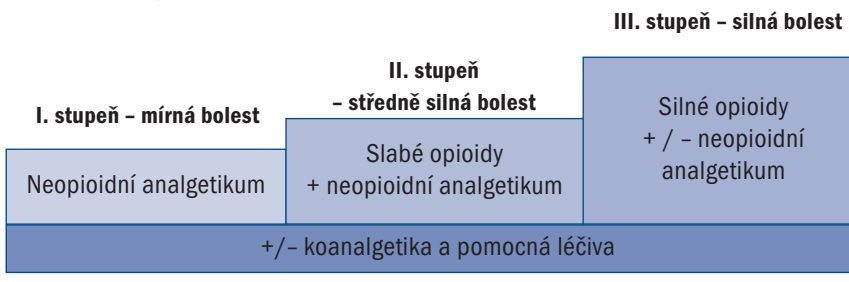 I. stupeň – mírná bolest
Neopioidní analgetikum
II. stupeň
– středně silná bolest
Slabé opioidy
+ neopioidní analgetikum
III. stupeň – silná bolest
Silné opioidy
+ / – neopioidní
analgetikum
+/– koanalgetika a pomocná léčiva